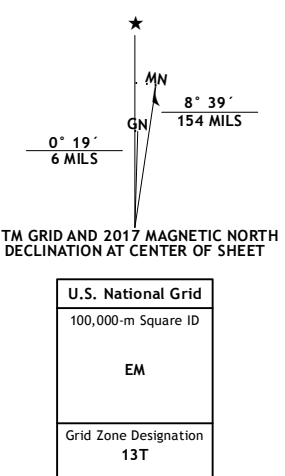 ★
MN
GN
8° 39´
154 MILS
0° 19´
6 MILS
TM GRID AND 2017 MAGNETIC NORTH
DECLINATION AT CENTER OF SHEET
U.S. National Grid
100,000-m Square ID
EM
Grid Zone Designation
13T